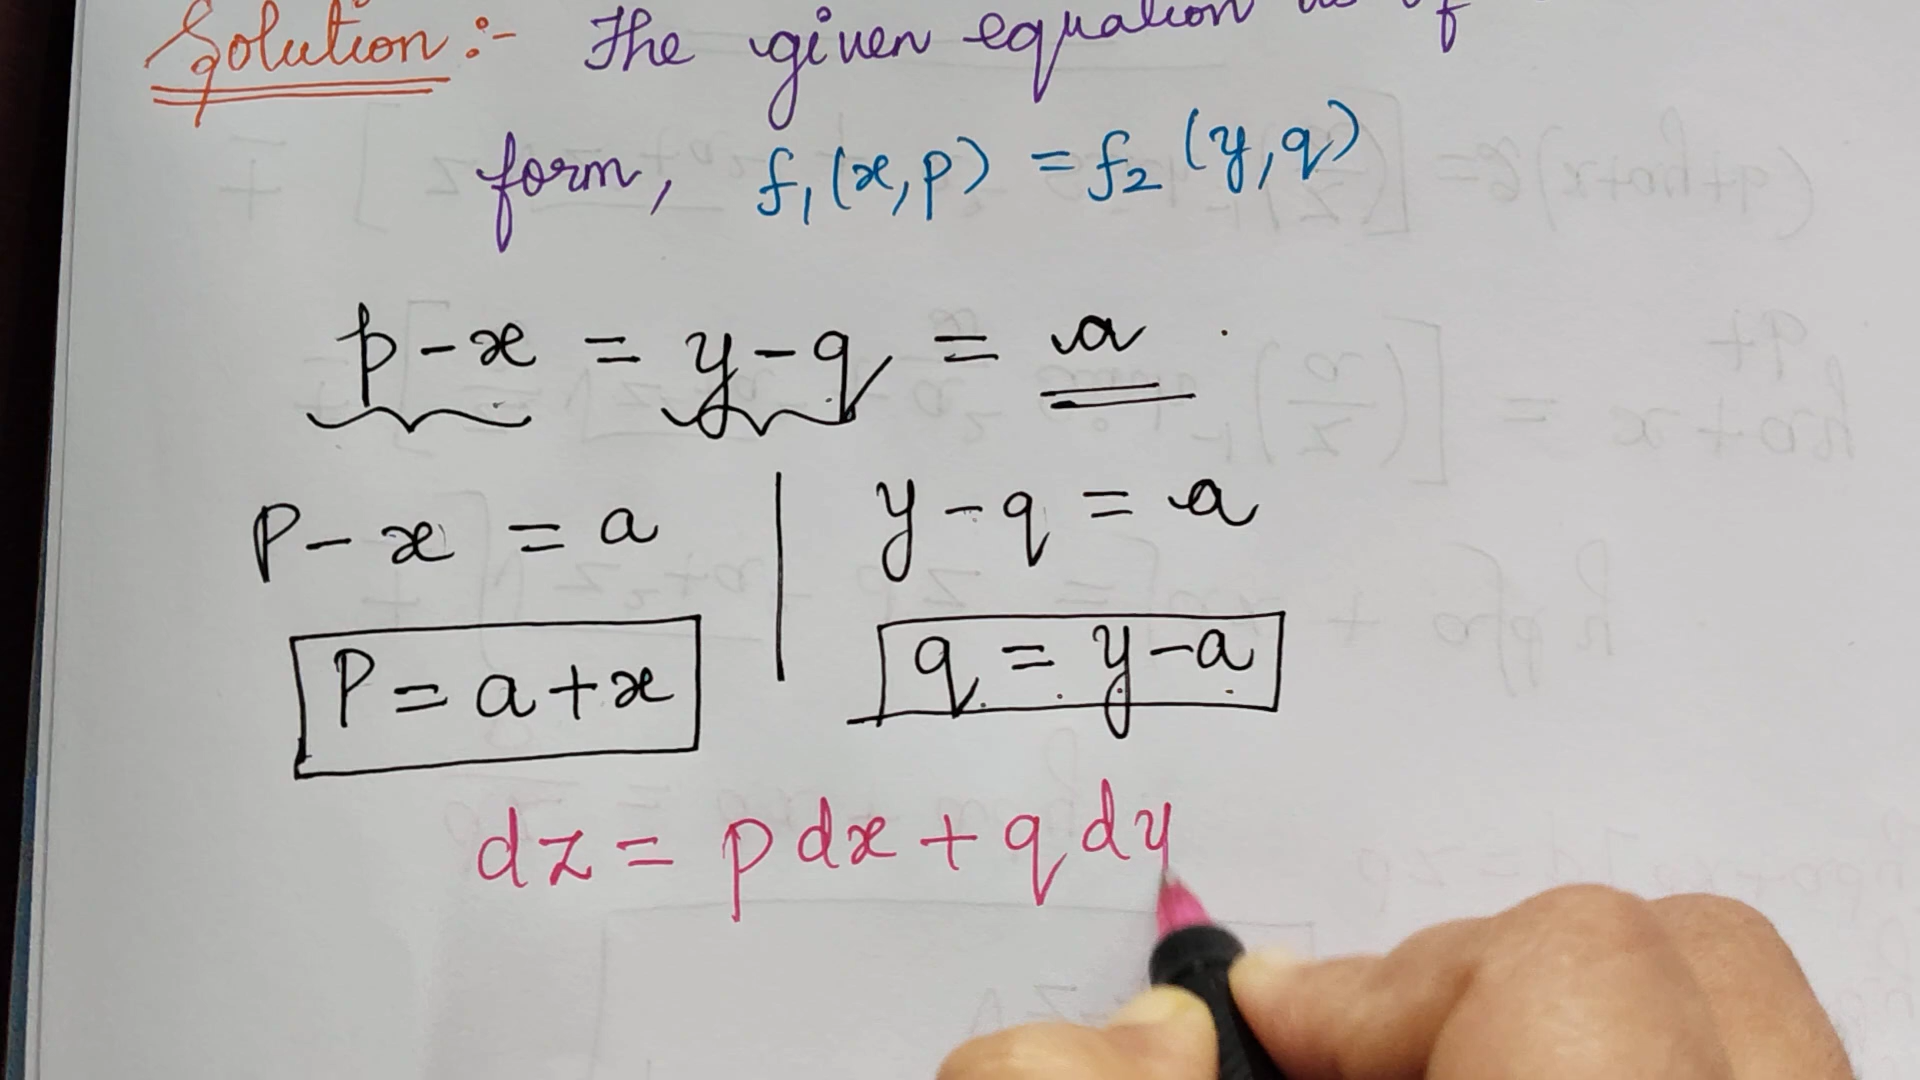 Solution :- The given equation is of
form, f₁(x,p) = f₂(y,q)
p-x = y-q = a
p-x = a | y-q = a
P = a+x q = y-a
dz = p dx + q dy